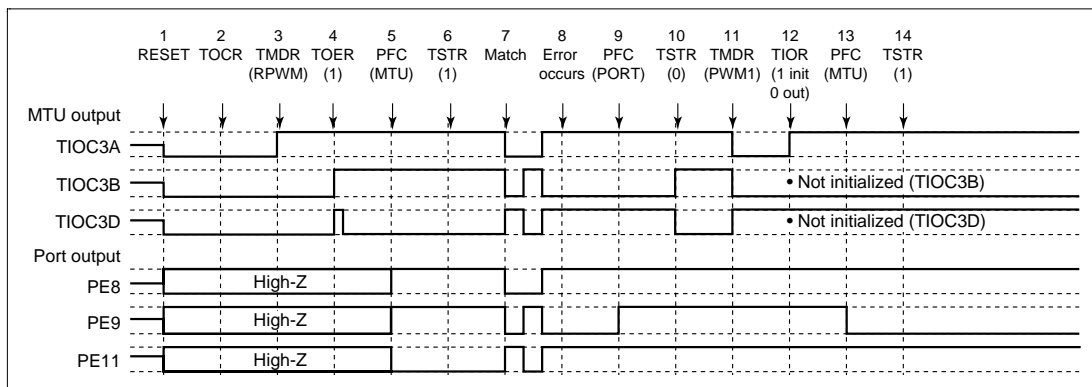 1 2 3 4 5 6 7 8 9 10 11 12 13 14
RESET TOCR TMDR TOER PFC TSTR Match Error PFC TSTR TMDR TIOR PFC TSTR
(RPWM) (1) (MTU) (1) occurs (PORT) (0) (PWM1) (1 init (MTU) (1)
0 out)
MTU output
TIOC3A
TIOC3B • Not initialized (TIOC3B)
TIOC3D • Not initialized (TIOC3D)
Port output
PE8 High-Z
PE9 High-Z
PE11 High-Z